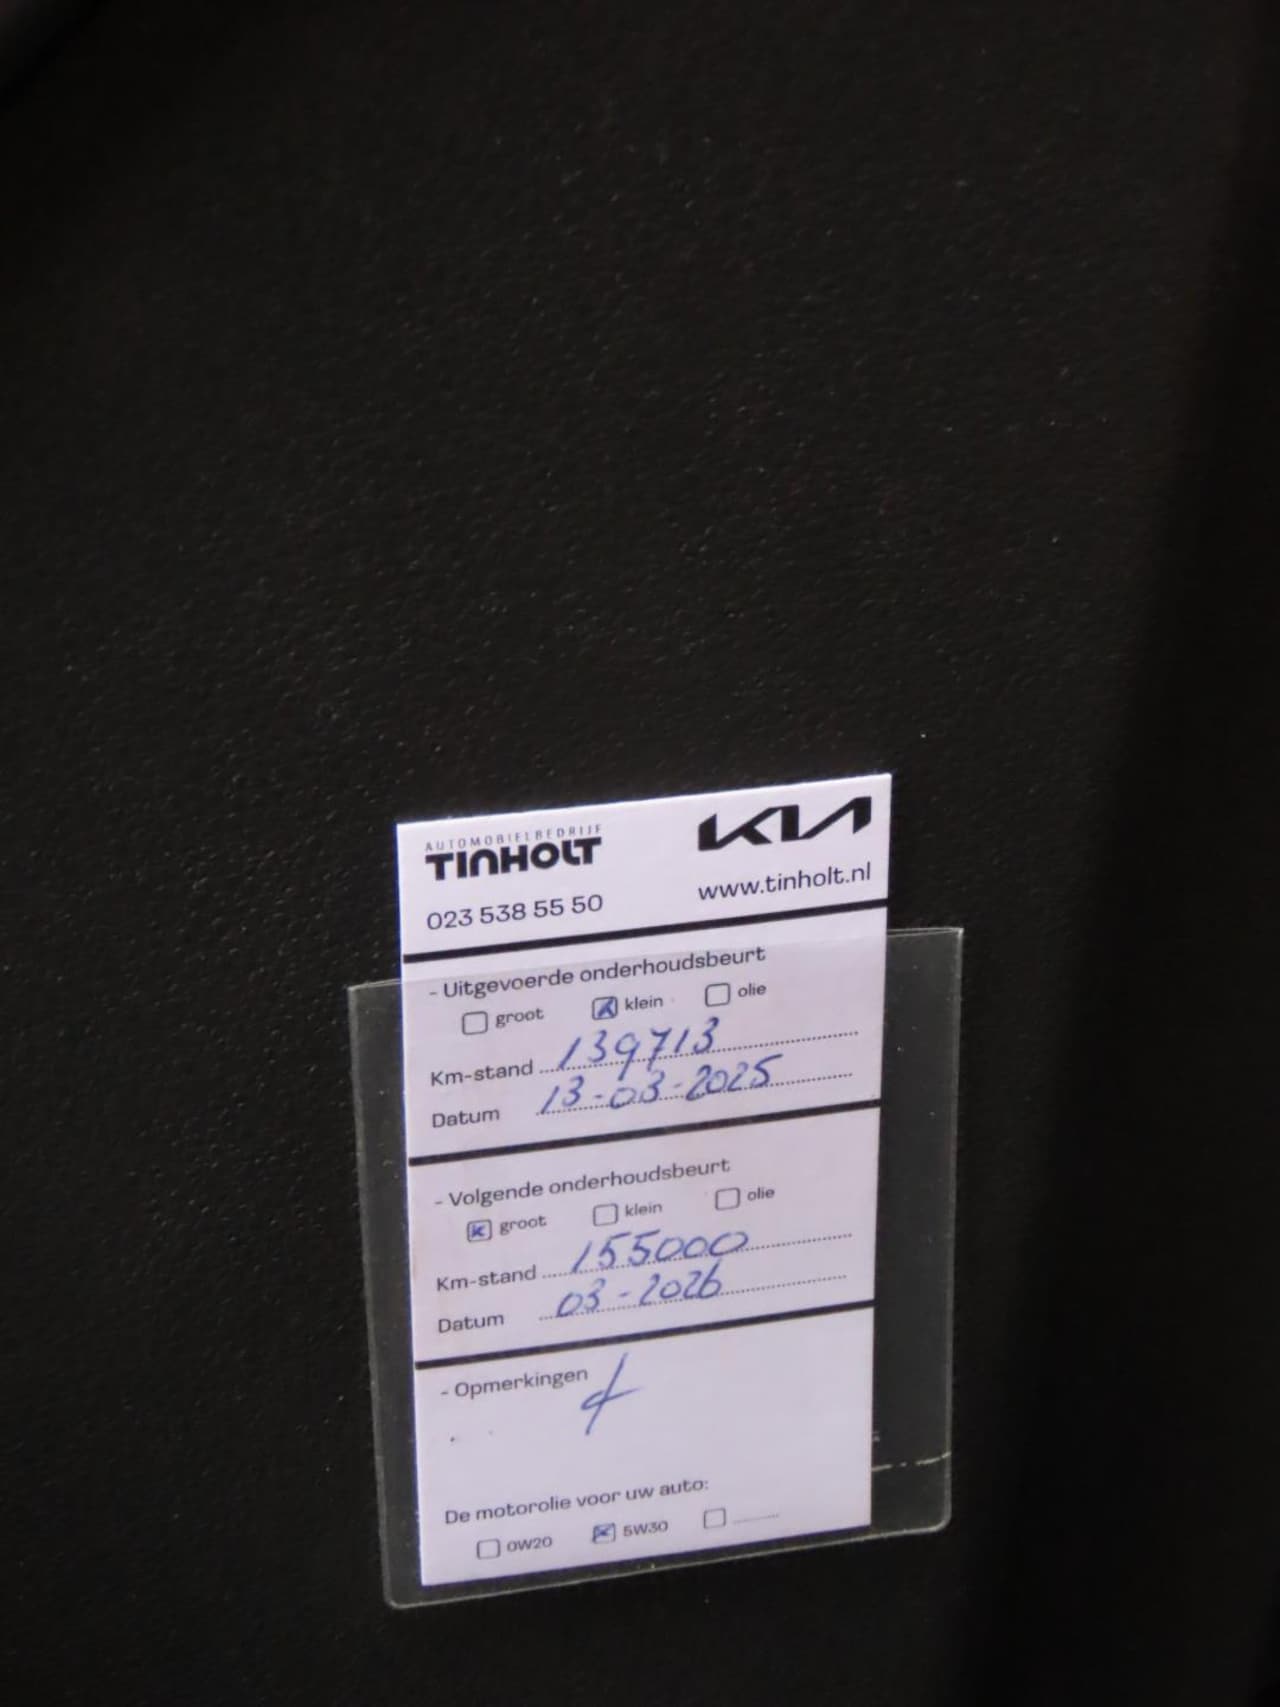 AUTOMOBIELBEDRIJF
TINHOLT
KIA
023 538 55 50
www.tinholt.nl
- Uitgevoerde onderhoudsbeurt
groot klein olie
Km-stand 139713
Datum 13-03-2025
- Volgende onderhoudsbeurt
groot klein olie
Km-stand 155000
Datum 03-2026
- Opmerkingen
De motorolie voor uw auto:
0W20 5W30